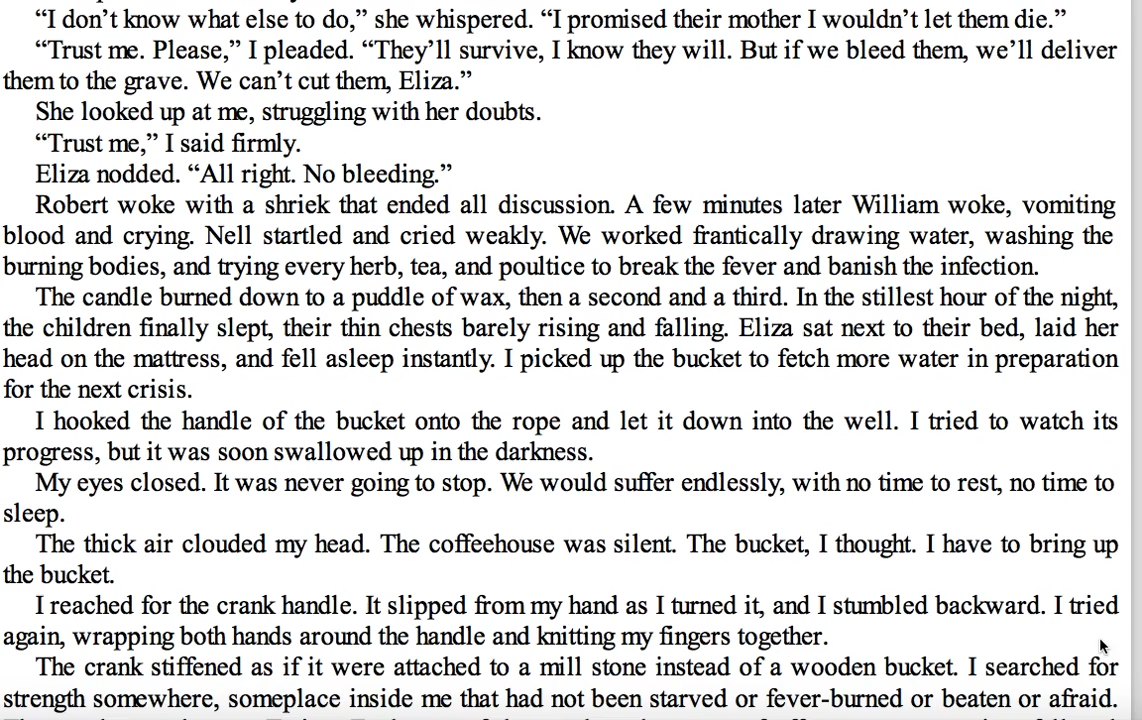 “I don’t know what else to do,” she whispered. “I promised their mother I wouldn’t let them die.”
“Trust me. Please,” I pleaded. “They’ll survive, I know they will. But if we bleed them, we’ll deliver
them to the grave. We can’t cut them, Eliza.”
She looked up at me, struggling with her doubts.
“Trust me,” I said firmly.
Eliza nodded. “All right. No bleeding.”
Robert woke with a shriek that ended all discussion. A few minutes later William woke, vomiting
blood and crying. Nell startled and cried weakly. We worked frantically drawing water, washing the
burning bodies, and trying every herb, tea, and poultice to break the fever and banish the infection.
The candle burned down to a puddle of wax, then a second and a third. In the stillest hour of the night,
the children finally slept, their thin chests barely rising and falling. Eliza sat next to their bed, laid her
head on the mattress, and fell asleep instantly. I picked up the bucket to fetch more water in preparation
for the next crisis.
I hooked the handle of the bucket onto the rope and let it down into the well. I tried to watch its
progress, but it was soon swallowed up in the darkness.
My eyes closed. It was never going to stop. We would suffer endlessly, with no time to rest, no time to
sleep.
The thick air clouded my head. The coffeehouse was silent. The bucket, I thought. I have to bring up
the bucket.
I reached for the crank handle. It slipped from my hand as I turned it, and I stumbled backward. I tried
again, wrapping both hands around the handle and knitting my fingers together.
The crank stiffened as if it were attached to a mill stone instead of a wooden bucket. I searched for
strength somewhere, someplace inside me that had not been starved or fever-burned or beaten or afraid.